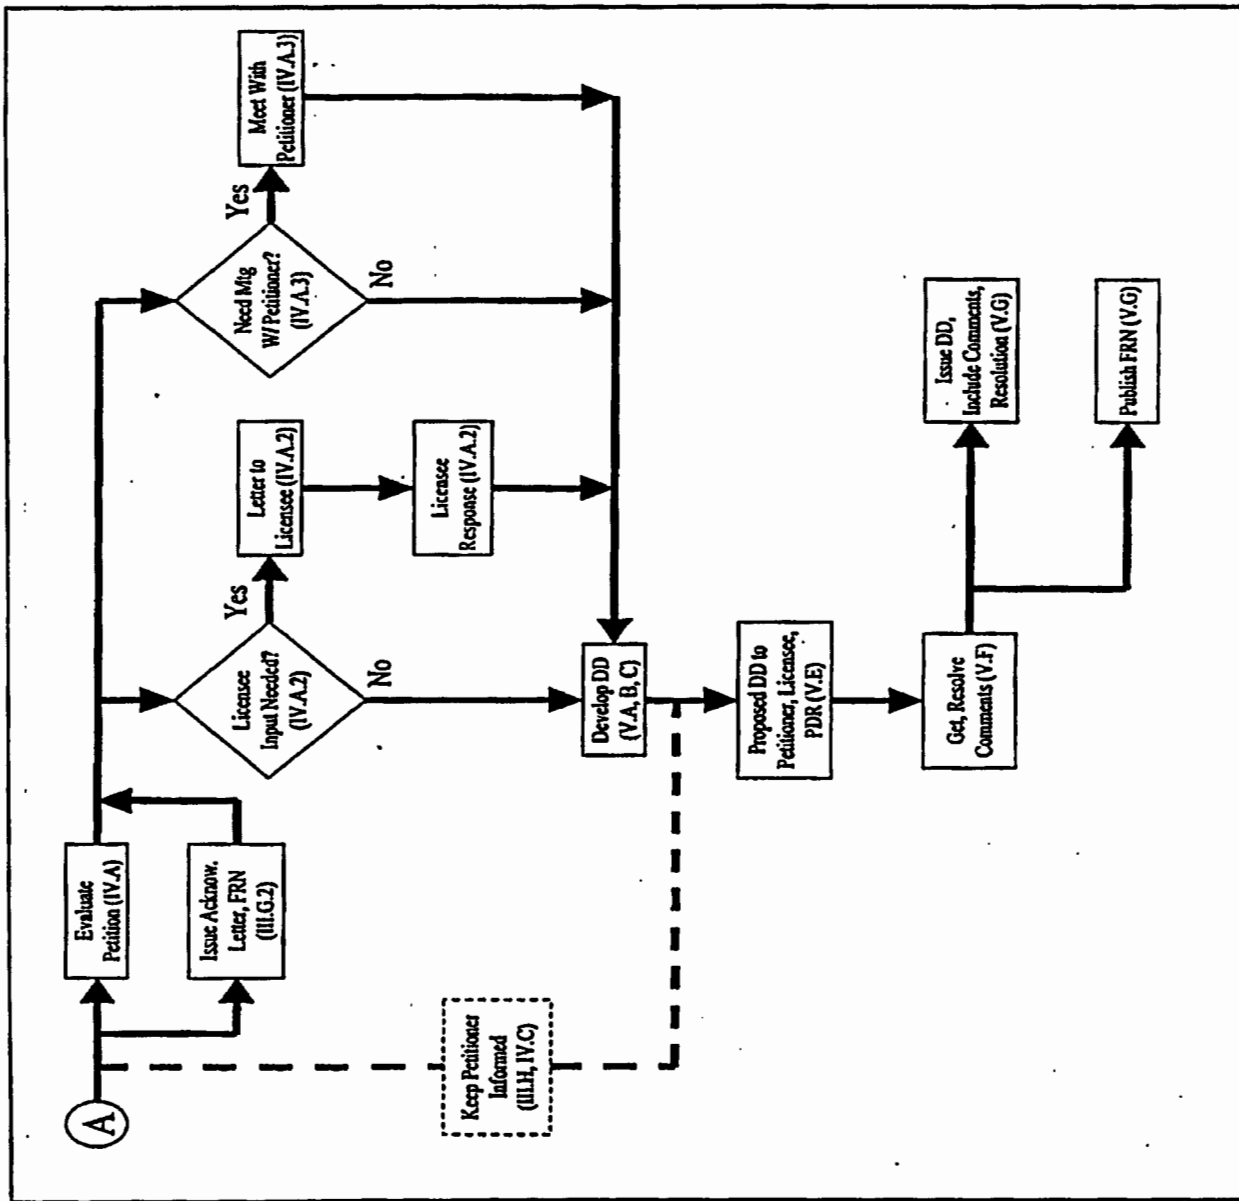 A
Evaluate
Petition (IV.A)
Issue Acknow.
Letter, FRN
(III.G.2)
Keep Petitioner
Informed
(III.H, IV.C)
Licensee
Input Needed?
(IV.A.2)
Yes
No
Letter to
Licensee (IV.A.2)
Licensee
Response (IV.A.2)
Need Mtg
W/ Petitioner?
(IV.A.3)
Yes
No
Meet With
Petitioner (IV.A.3)
Develop DD
(V.A, B, C)
Proposed DD to
Petitioner, Licensee,
PDR (V.E)
Get, Resolve
Comments (V.F)
Issue DD,
Include Comments,
Resolution (V.G)
Publish FRN (V.G)